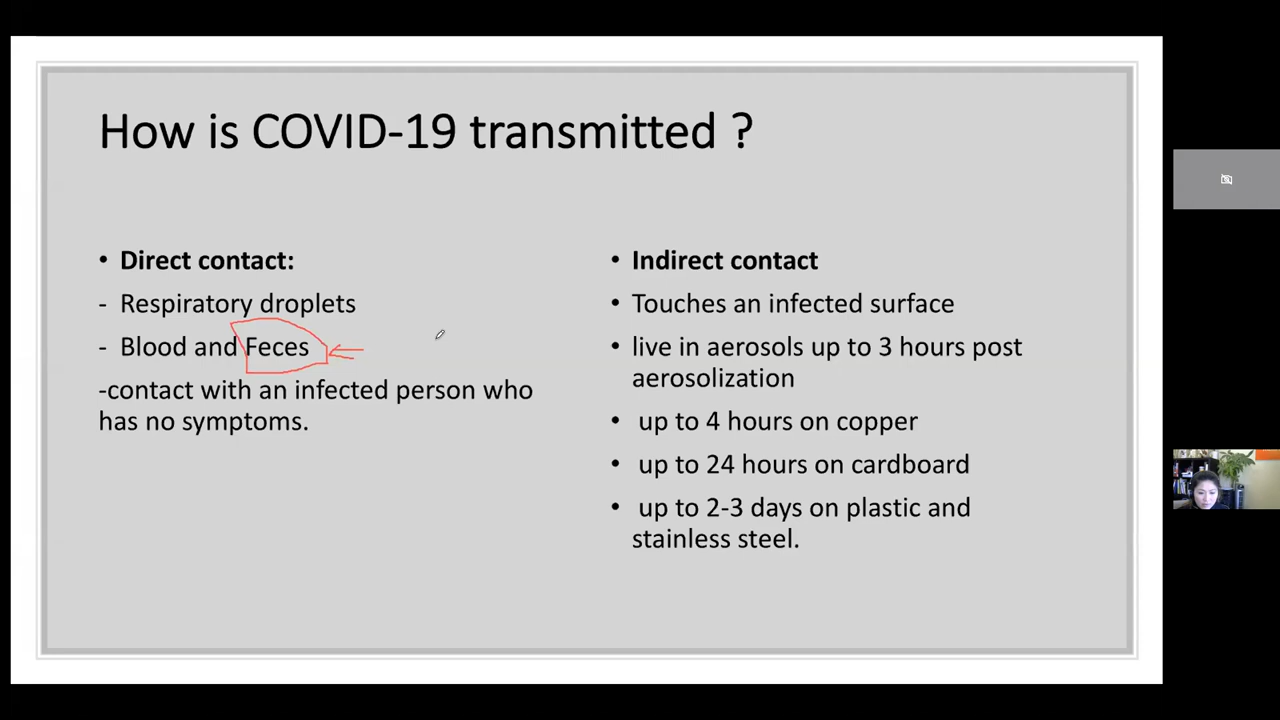 How is COVID-19 transmitted ?
• Direct contact:
- Respiratory droplets
- Blood and Feces
-contact with an infected person who
has no symptoms.
• Indirect contact
• Touches an infected surface
• live in aerosols up to 3 hours post
aerosolization
• up to 4 hours on copper
• up to 24 hours on cardboard
• up to 2-3 days on plastic and
stainless steel.